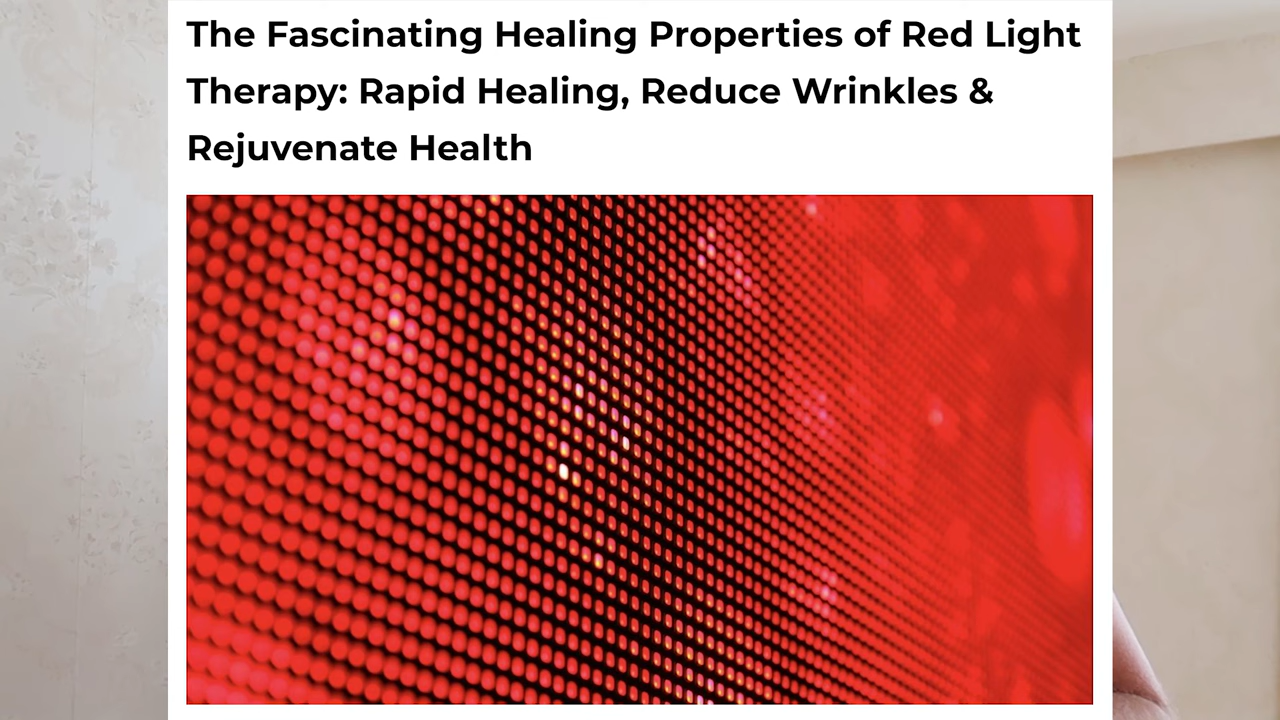 The Fascinating Healing Properties of Red Light
Therapy: Rapid Healing, Reduce Wrinkles &
Rejuvenate Health